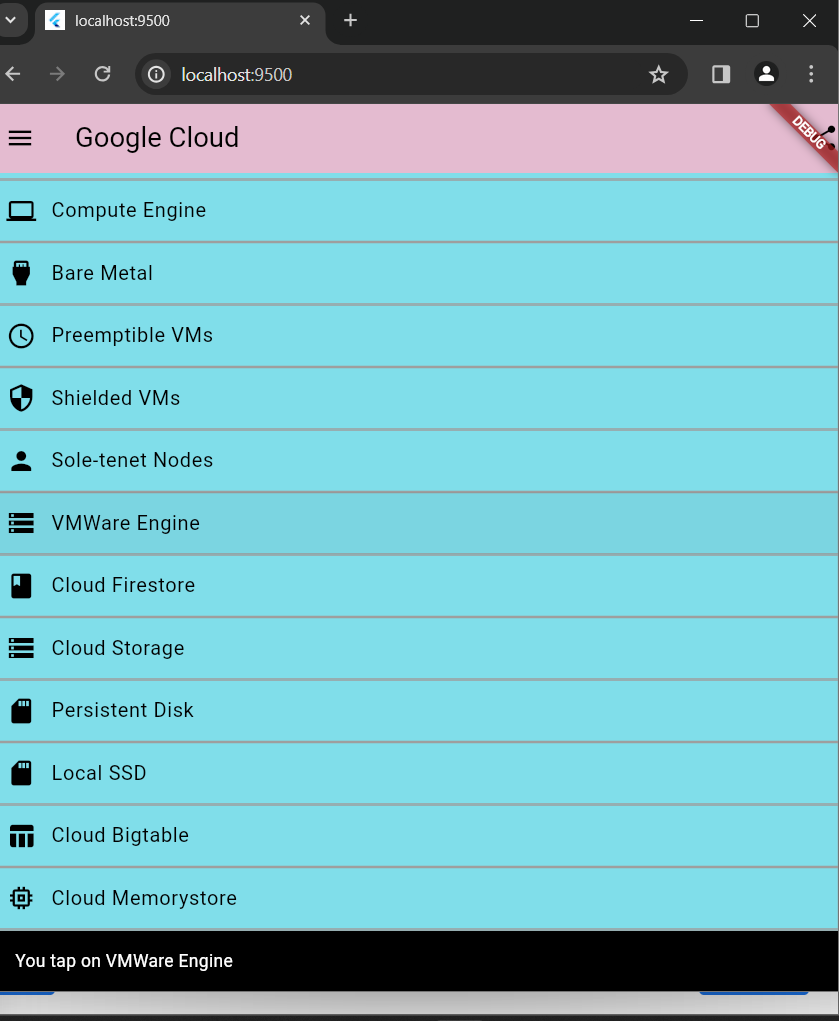 localhost:9500
localhost:9500
Google Cloud
DEBUG
Compute Engine
Bare Metal
Preemptible VMs
Shielded VMs
Sole-tenet Nodes
VMWare Engine
Cloud Firestore
Cloud Storage
Persistent Disk
Local SSD
Cloud Bigtable
Cloud Memorystore
You tap on VMWare Engine